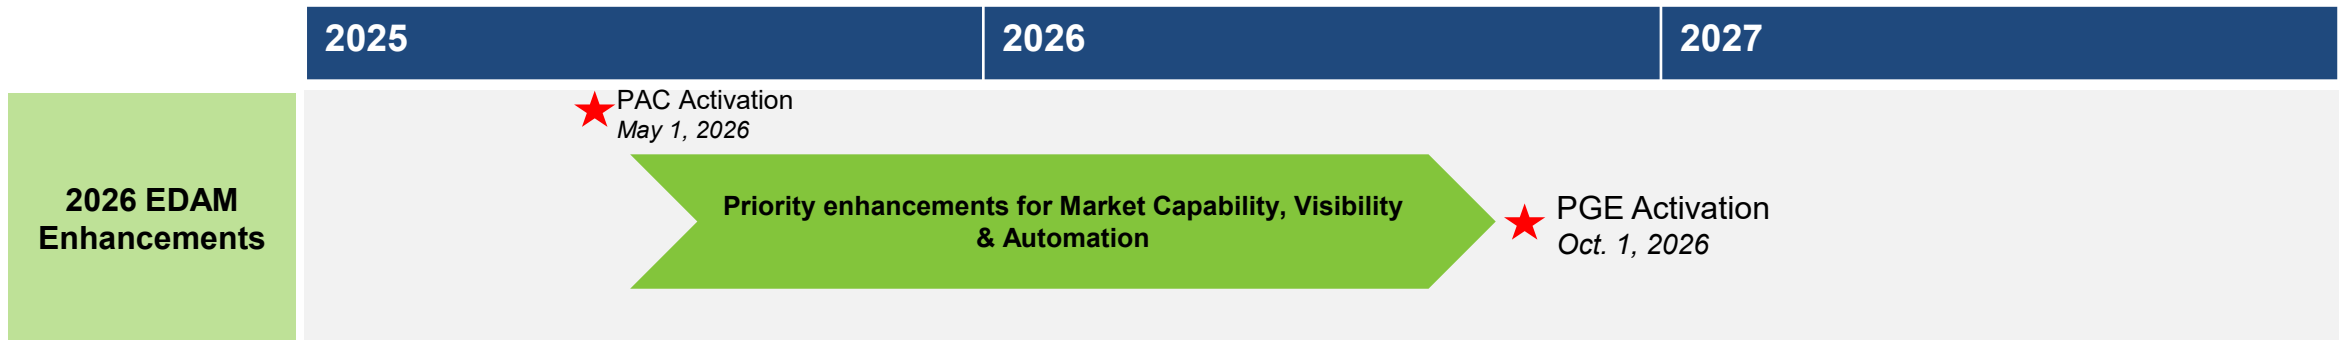 2025
2026
2027
PAC Activation
May 1, 2026
2026 EDAM
Enhancements
Priority enhancements for Market Capability, Visibility
& Automation
PGE Activation
Oct. 1, 2026